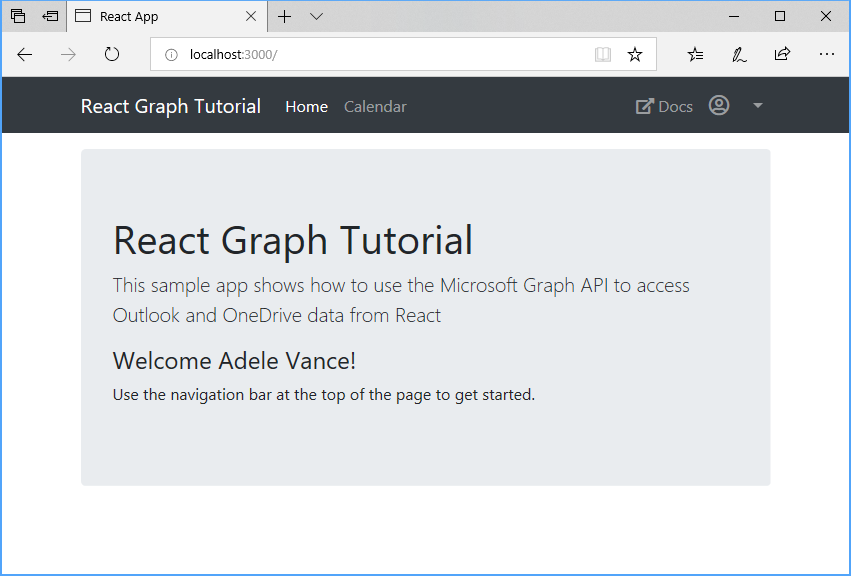 React App
localhost:3000/
React Graph Tutorial Home Calendar Docs
React Graph Tutorial
This sample app shows how to use the Microsoft Graph API to access
Outlook and OneDrive data from React
Welcome Adele Vance!
Use the navigation bar at the top of the page to get started.